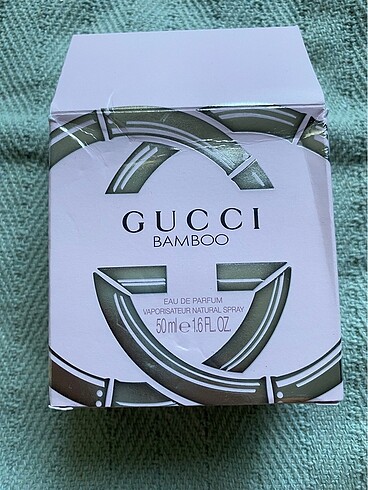 GUCCI
BAMBOO
EAU DE PARFUM
VAPORISATEUR NATURAL SPRAY
50 ml ℮ 1.6 FL.OZ.